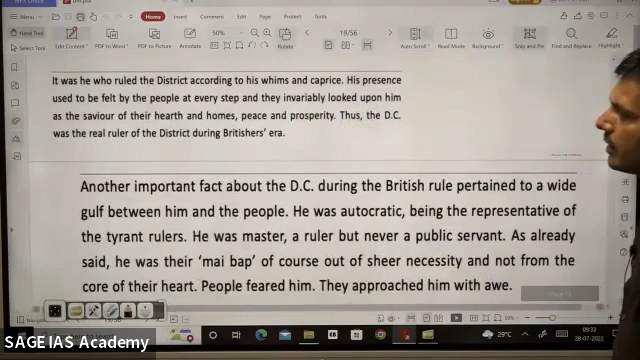 Menu
Home
Insert
Comment
Edit
Page
Protect
Tools
Hand Tool
Select Tool
Edit Content
PDF to Word
PDF to Picture
Annotate
50%
Rotate
19/56
Auto Scroll
Read Mode
Background
Snip and Pin
Find and Replace
Highlight
It was he who ruled the District according to his whims and caprice. His presence
used to be felt by the people at every step and they invariably looked upon him
as the saviour of their hearth and homes, peace and prosperity. Thus, the D.C.
was the real ruler of the District during Britishers' era.
Another important fact about the D.C. during the British rule pertained to a wide
gulf between him and the people. He was autocratic, being the representative of
the tyrant rulers. He was master, a ruler but never a public servant. As already
said, he was their 'mai bap' of course out of sheer necessity and not from the
core of their heart. People feared him. They approached him with awe.
19/56
50%
29°C
09:33
28-07-2022
SAGE IAS Academy